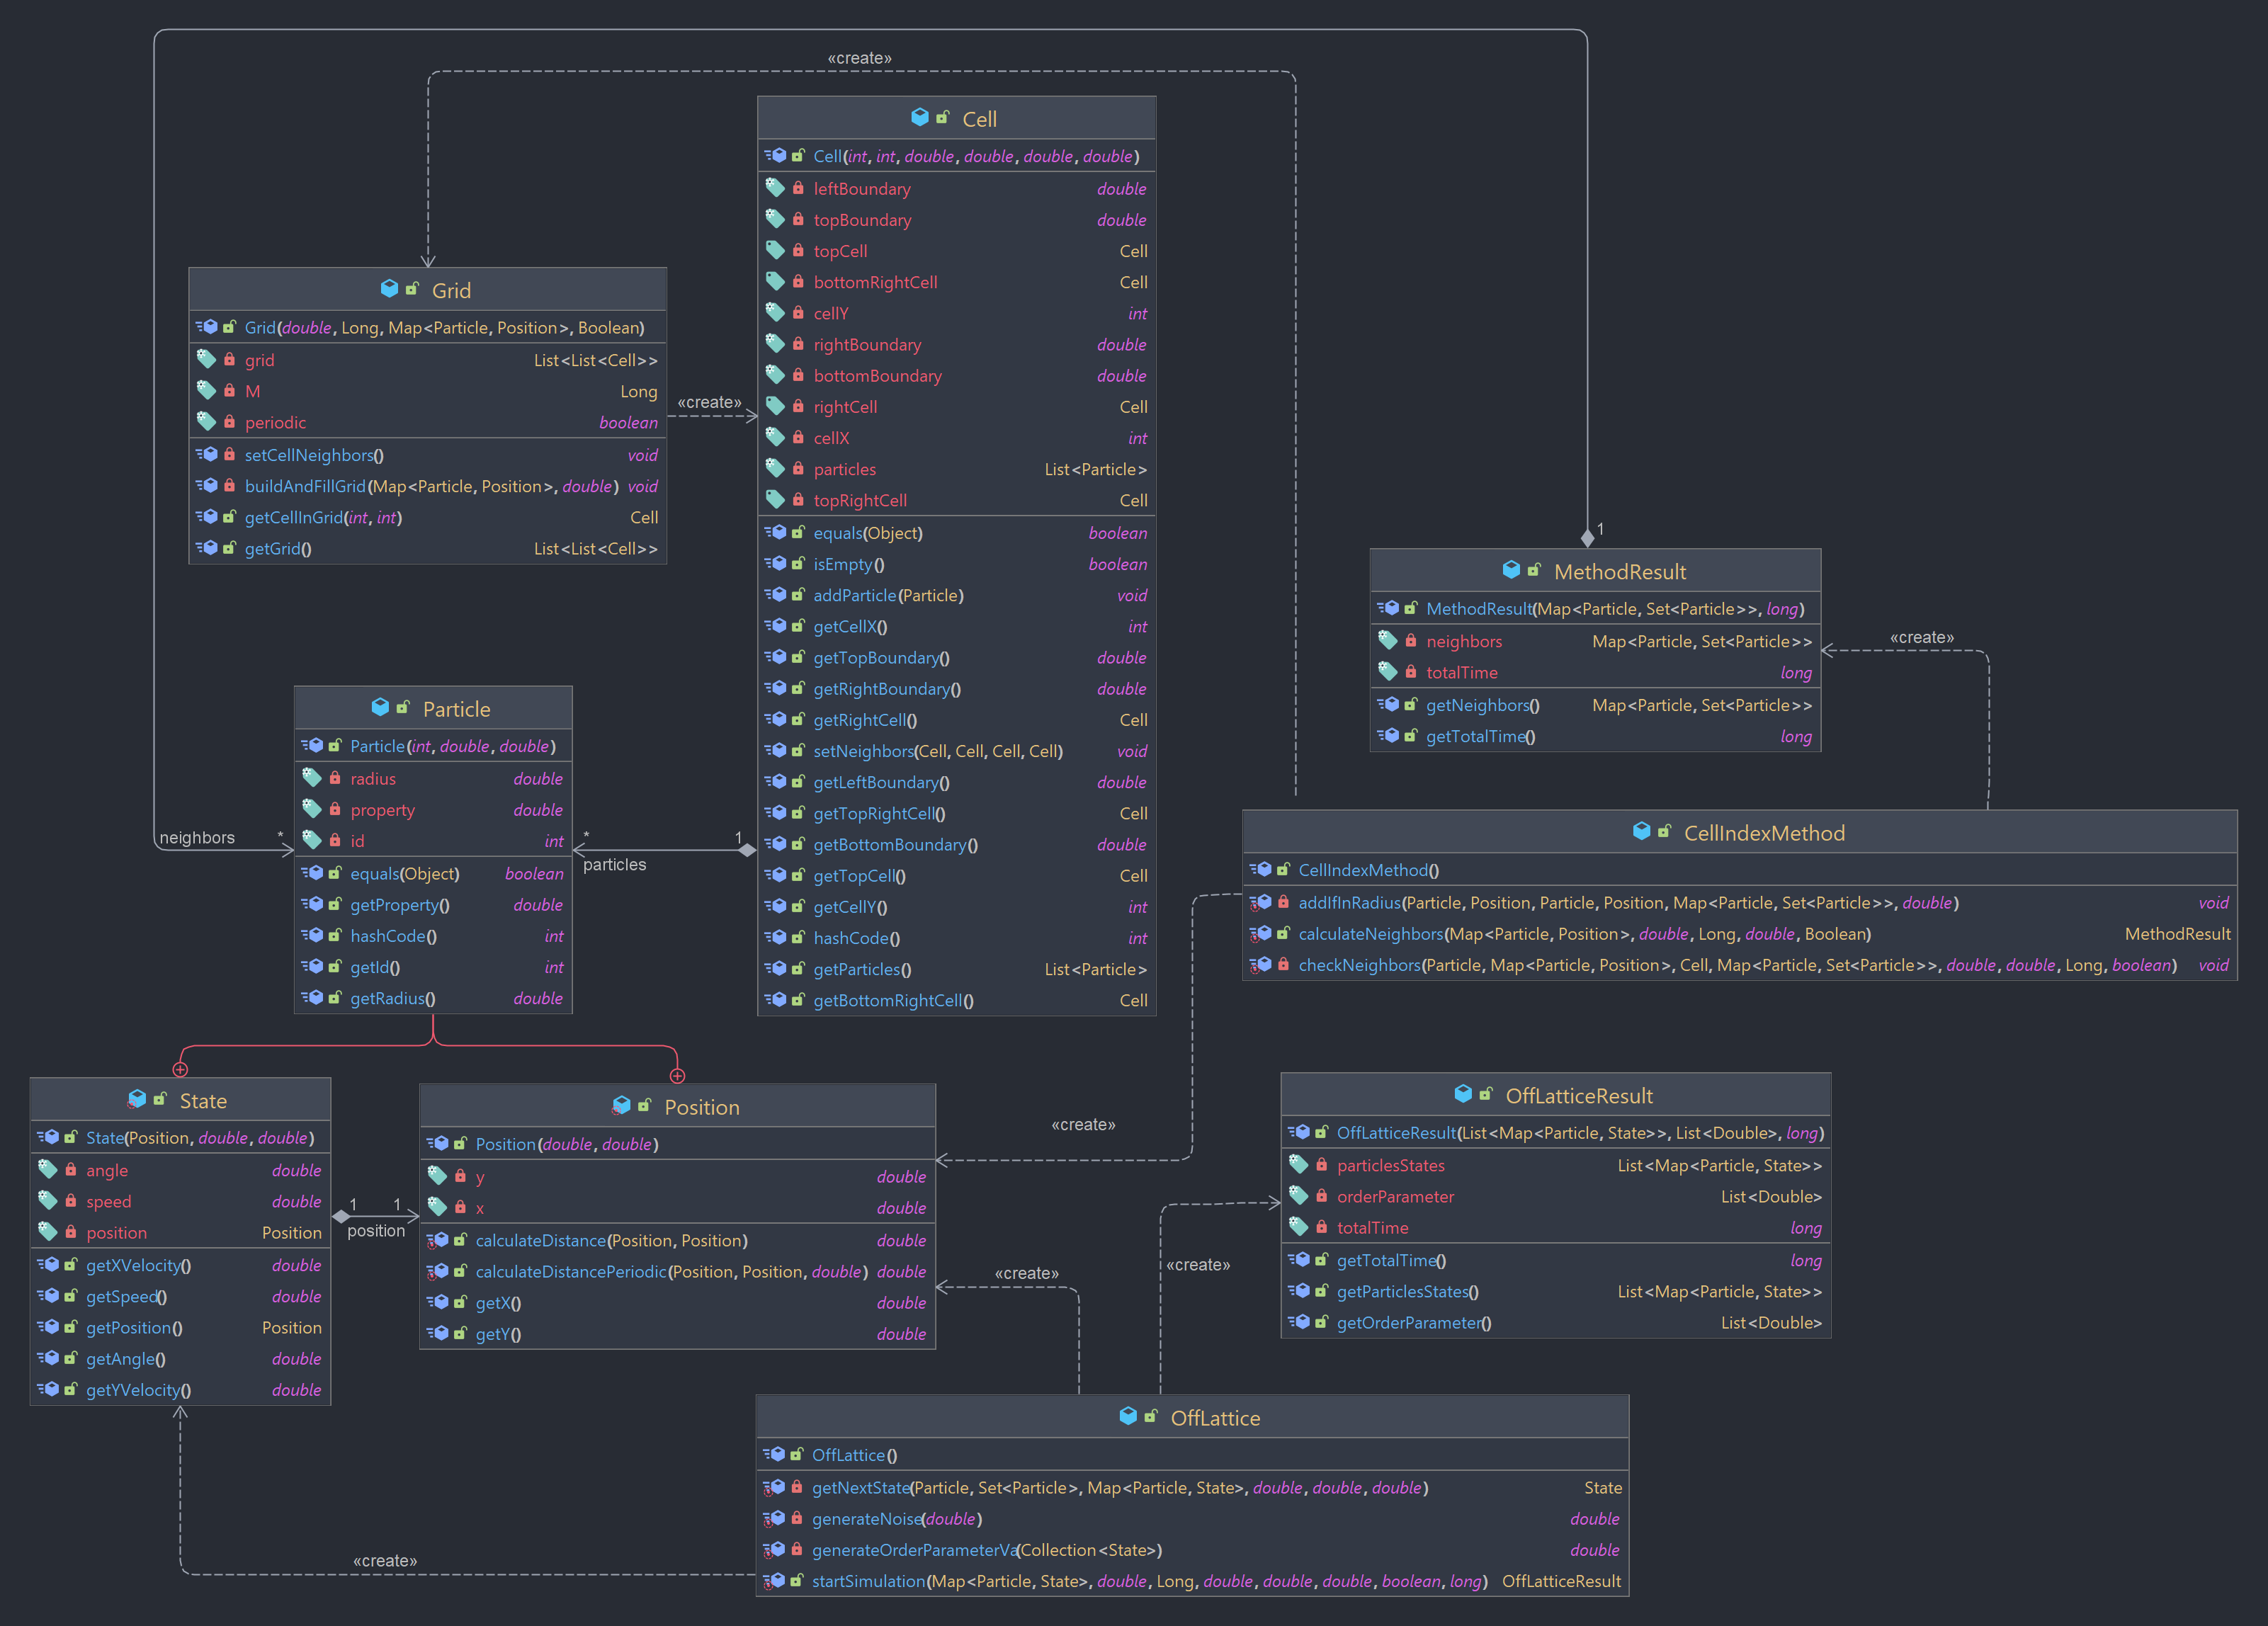 «create»
Cell
Cell(int, int, double, double, double, double)
leftBoundary double
topBoundary double
topCell Cell
bottomRightCell Cell
cellY int
rightBoundary double
bottomBoundary double
rightCell Cell
cellX int
particles List<Particle>
topRightCell Cell
equals(Object) boolean
isEmpty() boolean
addParticle(Particle) void
getCellX() int
getTopBoundary() double
getRightBoundary() double
getRightCell() Cell
setNeighbors(Cell, Cell, Cell, Cell) void
getLeftBoundary() double
getTopRightCell() Cell
getBottomBoundary() double
getTopCell() Cell
getCellY() int
hashCode() int
getParticles() List<Particle>
getBottomRightCell() Cell
Grid
Grid(double, Long, Map<Particle, Position>, Boolean)
grid List<List<Cell>>
M Long
periodic boolean
setCellNeighbors() void
buildAndFillGrid(Map<Particle, Position>, double) void
getCellInGrid(int, int) Cell
getGrid() List<List<Cell>>
«create»
1
MethodResult
MethodResult(Map<Particle, Set<Particle>>, long)
neighbors Map<Particle, Set<Particle>>
totalTime long
getNeighbors() Map<Particle, Set<Particle>>
getTotalTime() long
«create»
Particle
Particle(int, double, double)
radius double
property double
id int
equals(Object) boolean
getProperty() double
hashCode() int
getId() int
getRadius() double
neighbors *
* 1
particles
CellIndexMethod
CellIndexMethod()
addIfInRadius(Particle, Position, Particle, Position, Map<Particle, Set<Particle>>, double) void
calculateNeighbors(Map<Particle, Position>, double, Long, double, Boolean) MethodResult
checkNeighbors(Particle, Map<Particle, Position>, Cell, Map<Particle, Set<Particle>>, double, double, Long, boolean) void
State
State(Position, double, double)
angle double
speed double
position Position
getXVelocity() double
getSpeed() double
getPosition() Position
getAngle() double
getYVelocity() double
1 1
position
Position
Position(double, double)
y double
x double
calculateDistance(Position, Position) double
calculateDistancePeriodic(Position, Position, double) double
getX() double
getY() double
«create»
«create»
«create»
OffLatticeResult
OffLatticeResult(List<Map<Particle, State>>, List<Double>, long)
particlesStates List<Map<Particle, State>>
orderParameter List<Double>
totalTime long
getTotalTime() long
getParticlesStates() List<Map<Particle, State>>
getOrderParameter() List<Double>
OffLattice
OffLattice()
getNextState(Particle, Set<Particle>, Map<Particle, State>, double, double, double) State
generateNoise(double) double
generateOrderParameterVa(Collection<State>) double
startSimulation(Map<Particle, State>, double, Long, double, double, double, boolean, long) OffLatticeResult
«create»